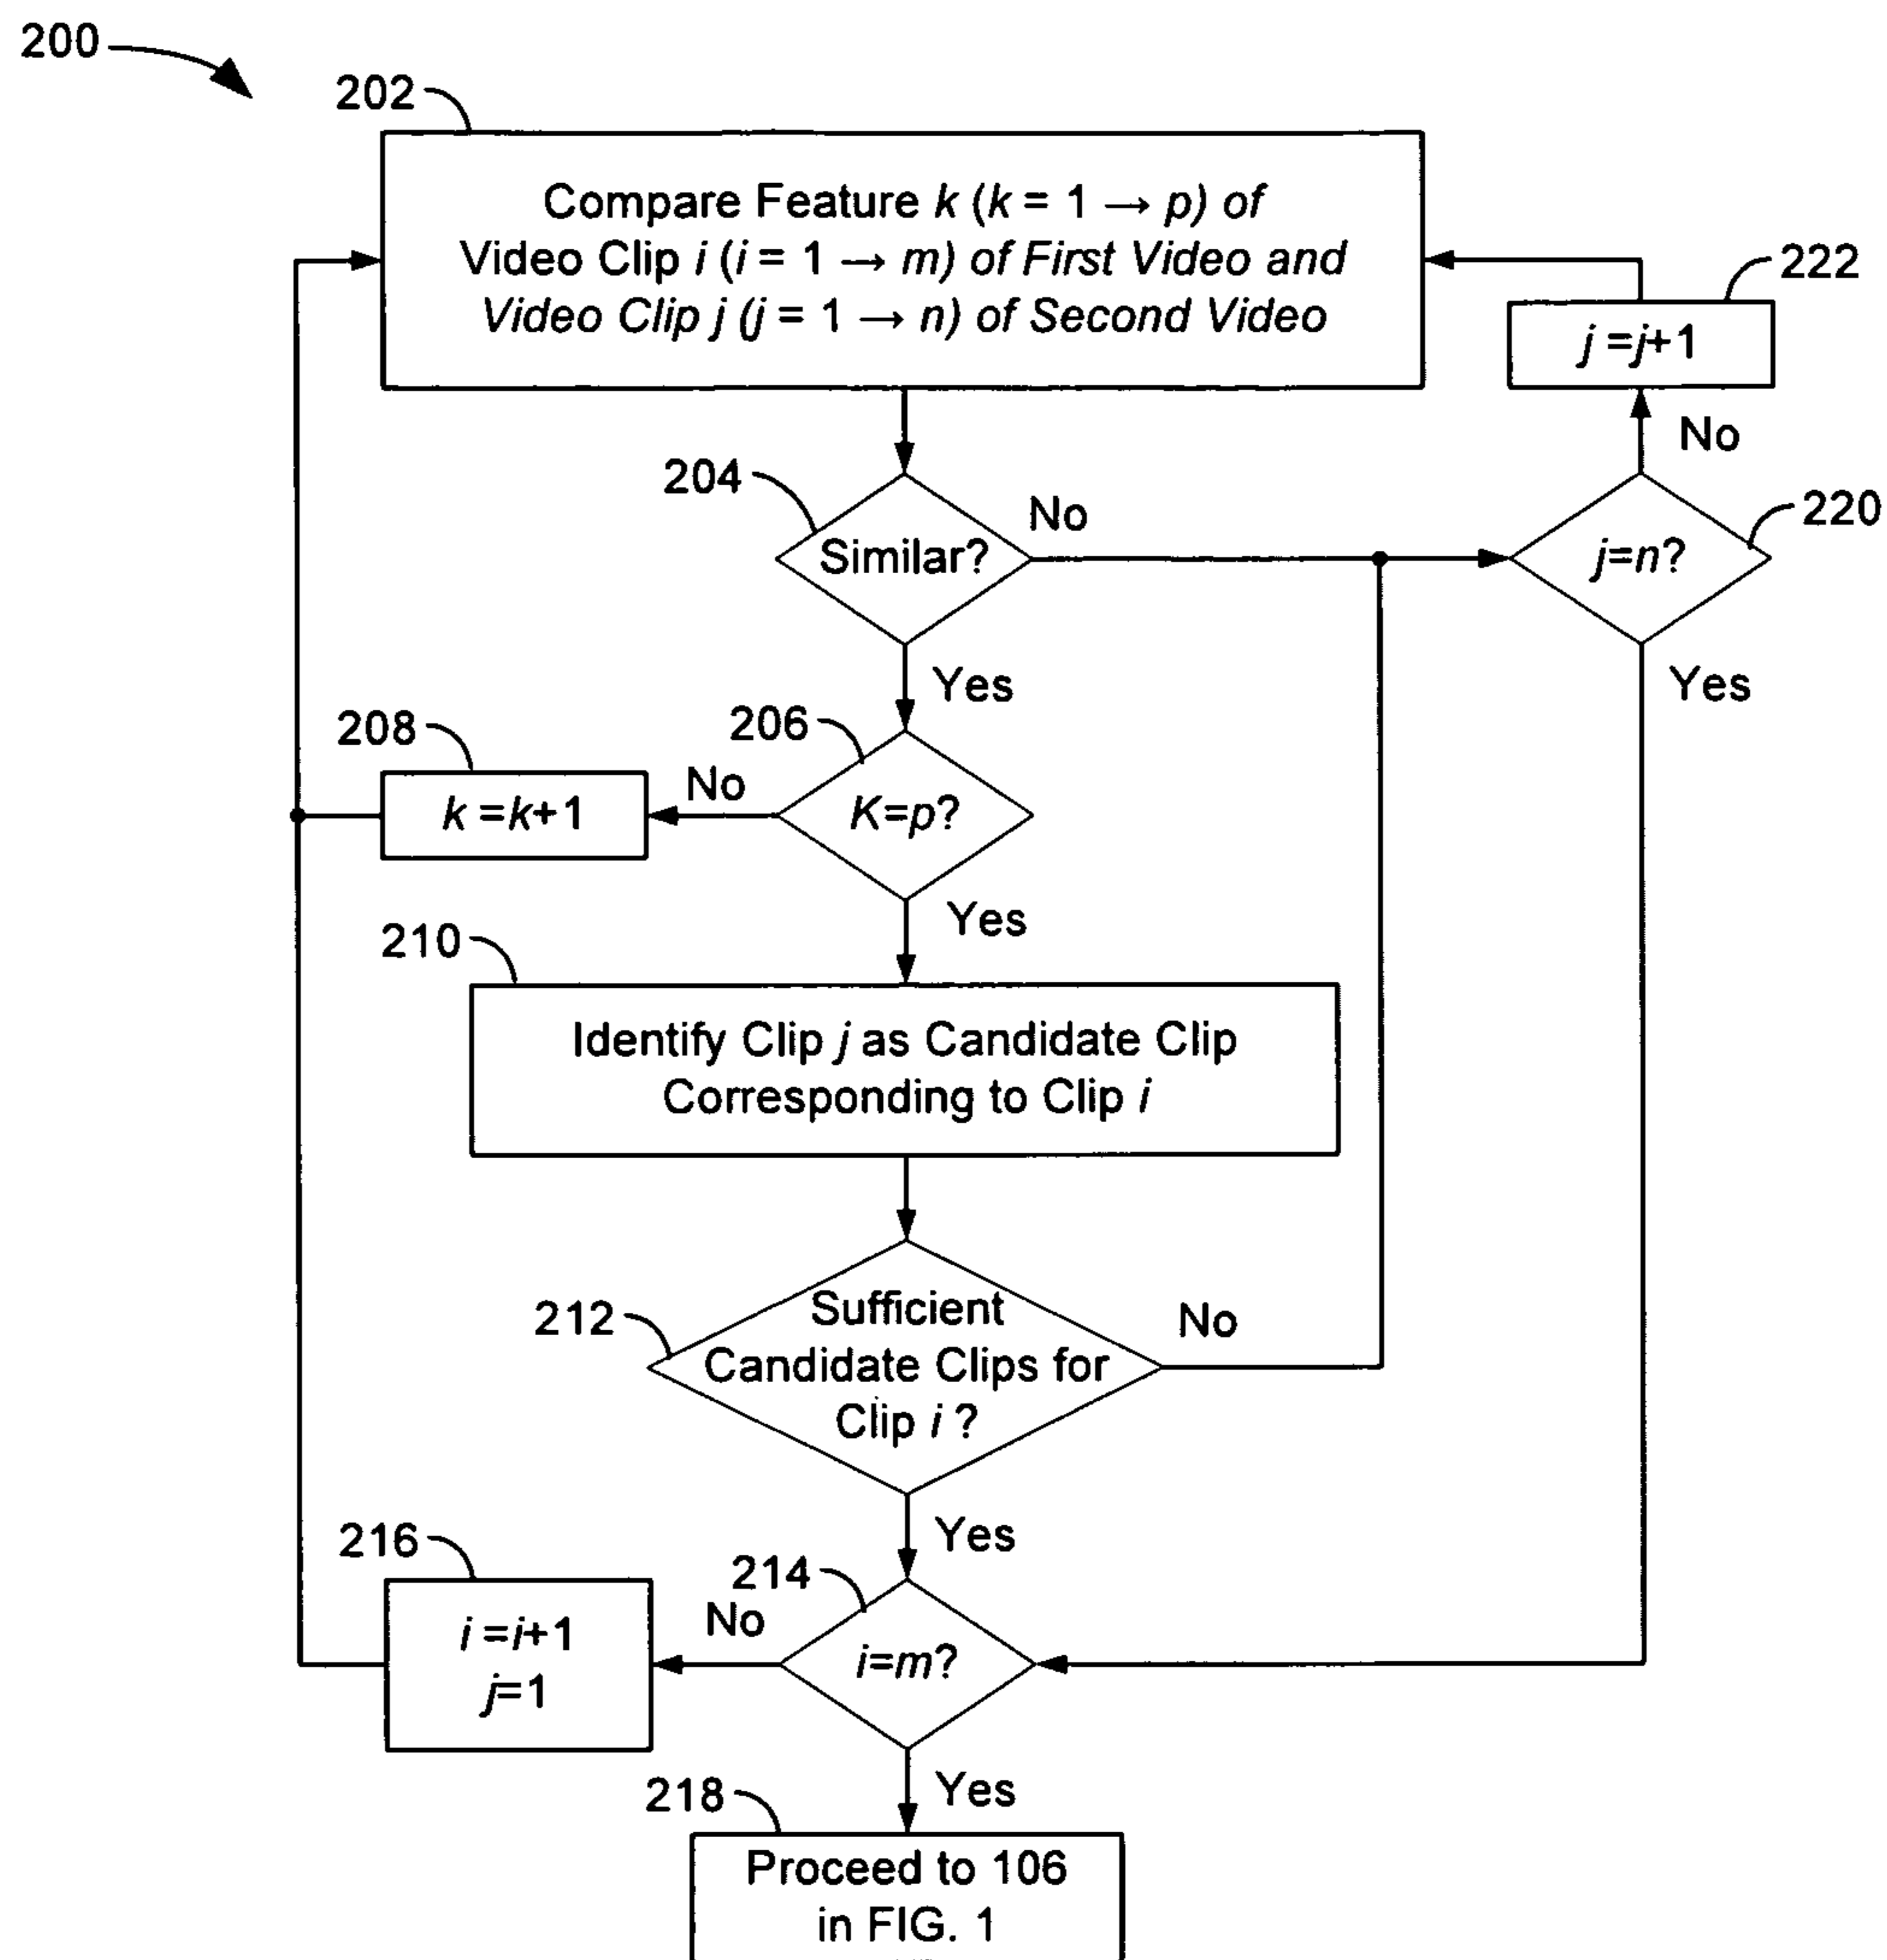 200
202
Compare Feature k (k = 1 → p) of
Video Clip i (i = 1 → m) of First Video and
Video Clip j (j = 1 → n) of Second Video
222
j =j+1
No
204
Similar?
No
220
j=n?
Yes
Yes
206
208
k =k+1
No
K=p?
Yes
210
Identify Clip j as Candidate Clip
Corresponding to Clip i
212
Sufficient
Candidate Clips for
Clip i ?
No
Yes
216
i =i+1
j=1
214
No
i=m?
Yes
218
Proceed to 106
in FIG. 1